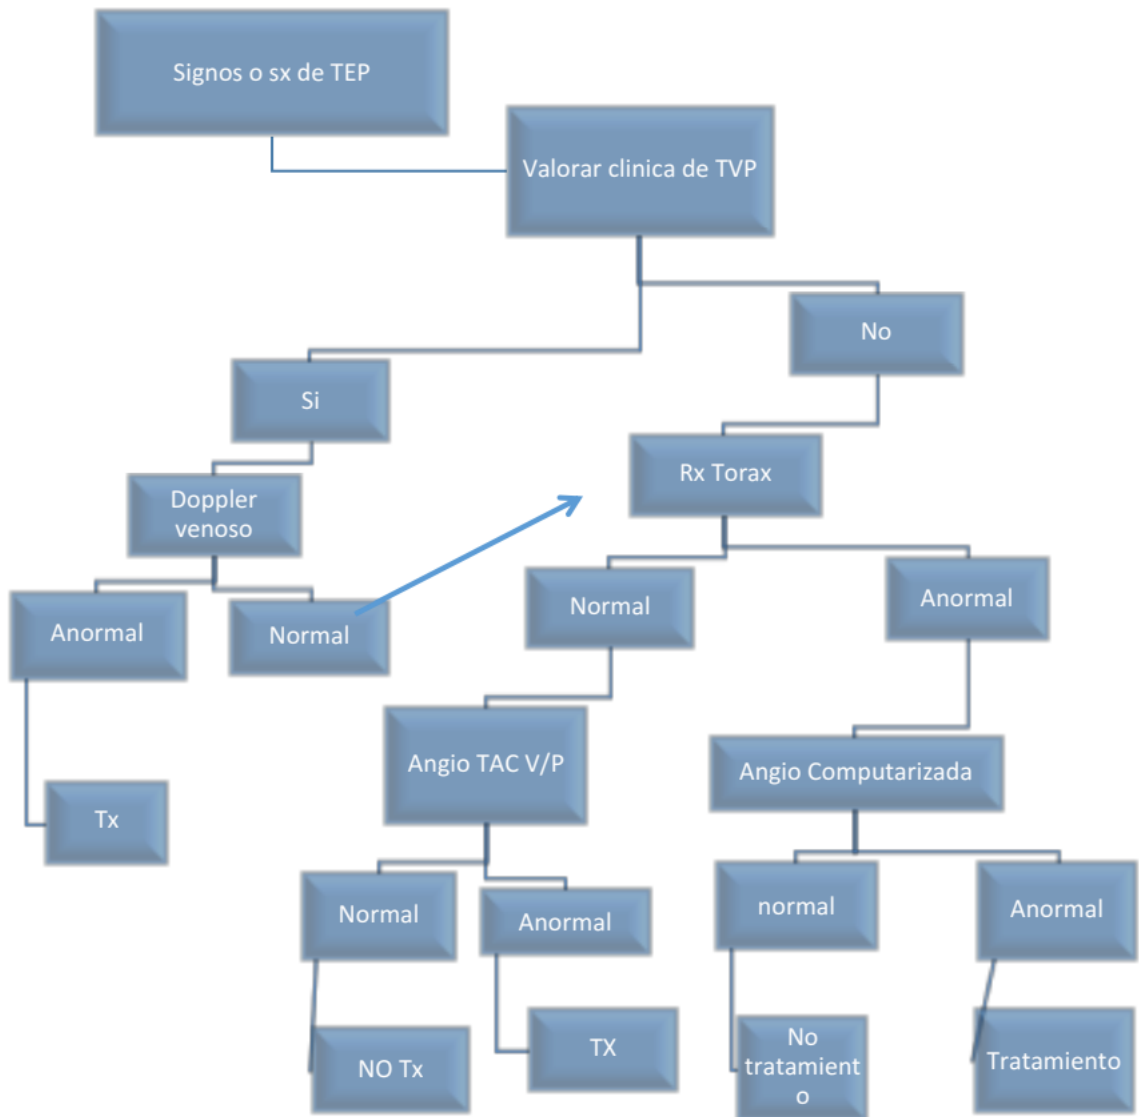 Signos o sx de TEP
Valorar clinica de TVP
No
Si
Rx Torax
Doppler
venoso
Normal
Anormal
Anormal
Normal
Angio TAC V/P
Angio Computarizada
Tx
Normal
Anormal
normal
Anormal
NO Tx
TX
No
tratamient
o
Tratamiento